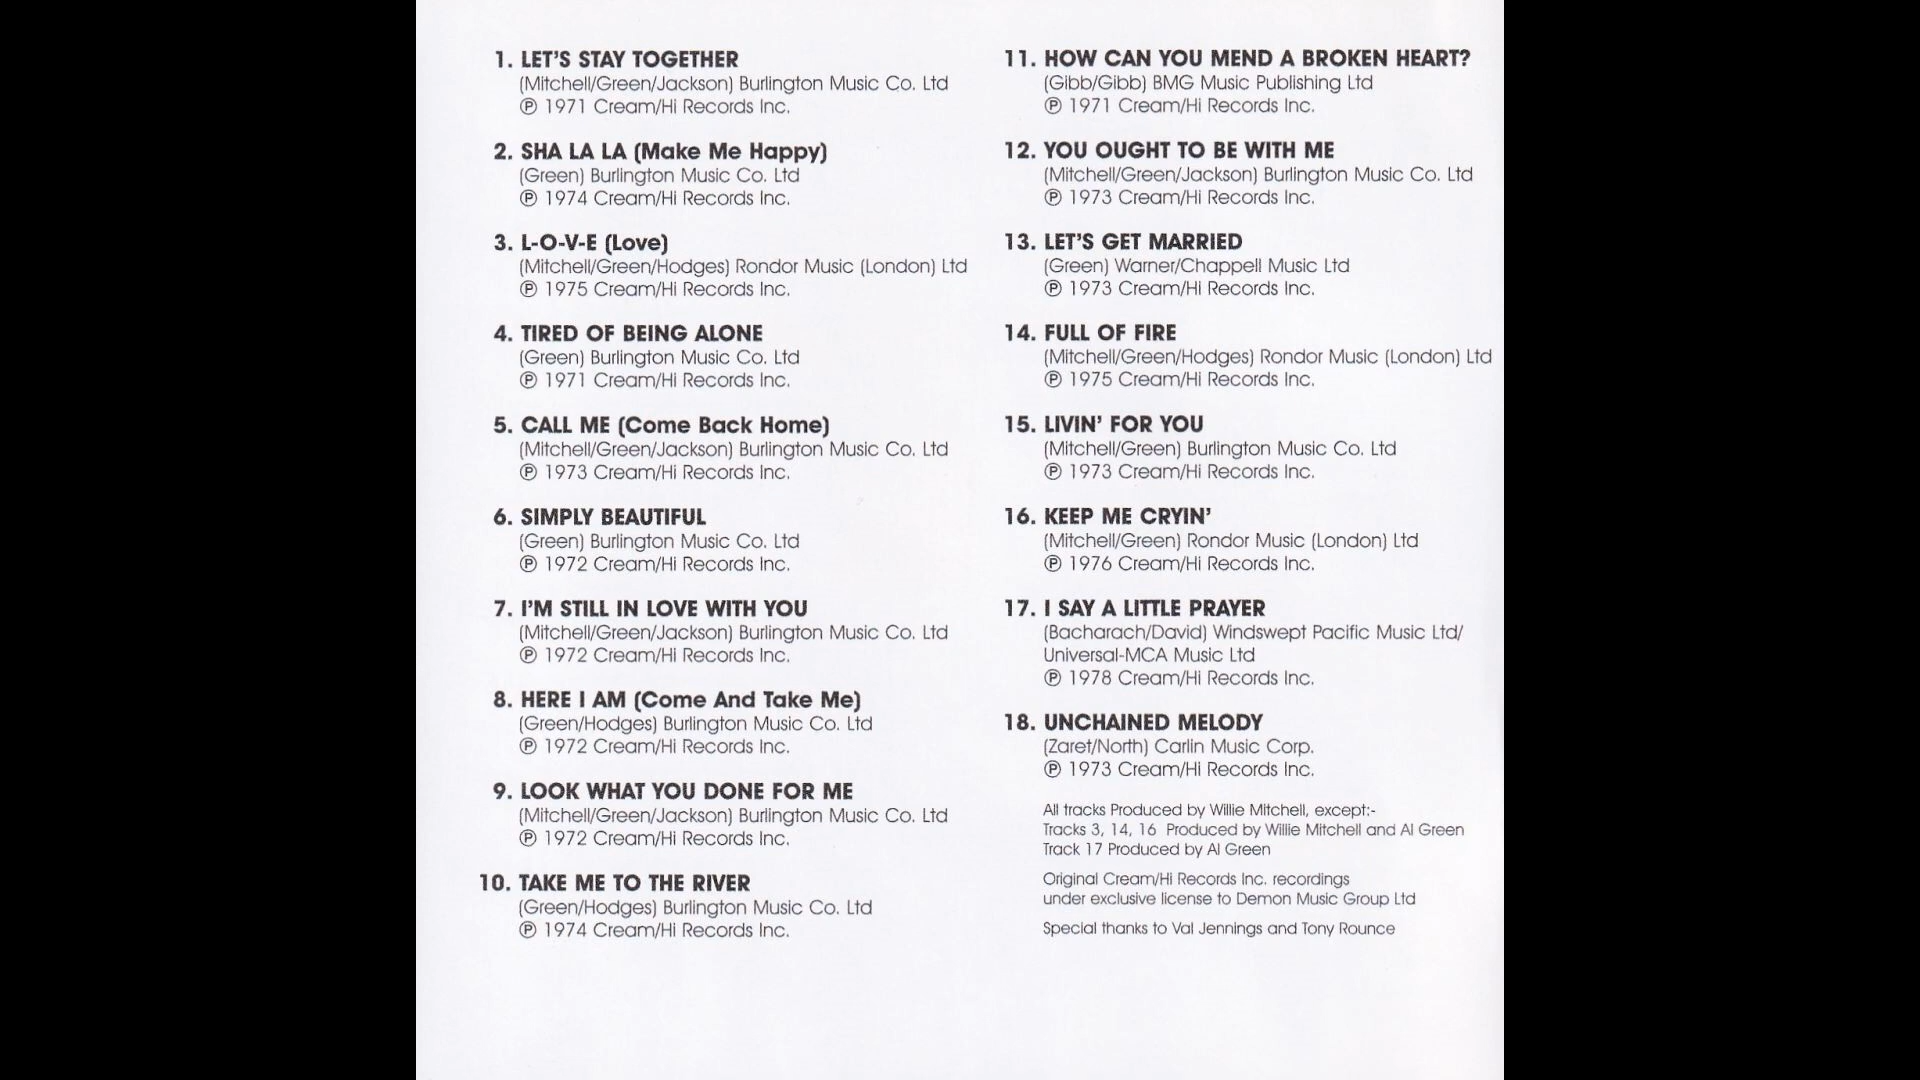 1. LET'S STAY TOGETHER
(Mitchell/Green/Jackson) Burlington Music Co. Ltd
℗ 1971 Cream/Hi Records Inc.
2. SHA LA LA (Make Me Happy)
(Green) Burlington Music Co. Ltd
℗ 1974 Cream/Hi Records Inc.
3. L-O-V-E (Love)
(Mitchell/Green/Hodges) Rondor Music (London) Ltd
℗ 1975 Cream/Hi Records Inc.
4. TIRED OF BEING ALONE
(Green) Burlington Music Co. Ltd
℗ 1971 Cream/Hi Records Inc.
5. CALL ME (Come Back Home)
(Mitchell/Green/Jackson) Burlington Music Co. Ltd
℗ 1973 Cream/Hi Records Inc.
6. SIMPLY BEAUTIFUL
(Green) Burlington Music Co. Ltd
℗ 1972 Cream/Hi Records Inc.
7. I'M STILL IN LOVE WITH YOU
(Mitchell/Green/Jackson) Burlington Music Co. Ltd
℗ 1972 Cream/Hi Records Inc.
8. HERE I AM (Come And Take Me)
(Green/Hodges) Burlington Music Co. Ltd
℗ 1972 Cream/Hi Records Inc.
9. LOOK WHAT YOU DONE FOR ME
(Mitchell/Green/Jackson) Burlington Music Co. Ltd
℗ 1972 Cream/Hi Records Inc.
10. TAKE ME TO THE RIVER
(Green/Hodges) Burlington Music Co. Ltd
℗ 1974 Cream/Hi Records Inc.
11. HOW CAN YOU MEND A BROKEN HEART?
(Gibb/Gibb) BMG Music Publishing Ltd
℗ 1971 Cream/Hi Records Inc.
12. YOU OUGHT TO BE WITH ME
(Mitchell/Green/Jackson) Burlington Music Co. Ltd
℗ 1973 Cream/Hi Records Inc.
13. LET'S GET MARRIED
(Green) Warner/Chappell Music Ltd
℗ 1973 Cream/Hi Records Inc.
14. FULL OF FIRE
(Mitchell/Green/Hodges) Rondor Music (London) Ltd
℗ 1975 Cream/Hi Records Inc.
15. LIVIN' FOR YOU
(Mitchell/Green) Burlington Music Co. Ltd
℗ 1973 Cream/Hi Records Inc.
16. KEEP ME CRYIN'
(Mitchell/Green) Rondor Music (London) Ltd
℗ 1976 Cream/Hi Records Inc.
17. I SAY A LITTLE PRAYER
(Bacharach/David) Windswept Pacific Music Ltd/
Universal-MCA Music Ltd
℗ 1978 Cream/Hi Records Inc.
18. UNCHAINED MELODY
(Zaret/North) Carlin Music Corp.
℗ 1973 Cream/Hi Records Inc.
All tracks Produced by Willie Mitchell, except:-
Tracks 3, 14, 16 Produced by Willie Mitchell and Al Green
Track 17 Produced by Al Green
Original Cream/Hi Records Inc. recordings
under exclusive license to Demon Music Group Ltd
Special thanks to Val Jennings and Tony Rounce